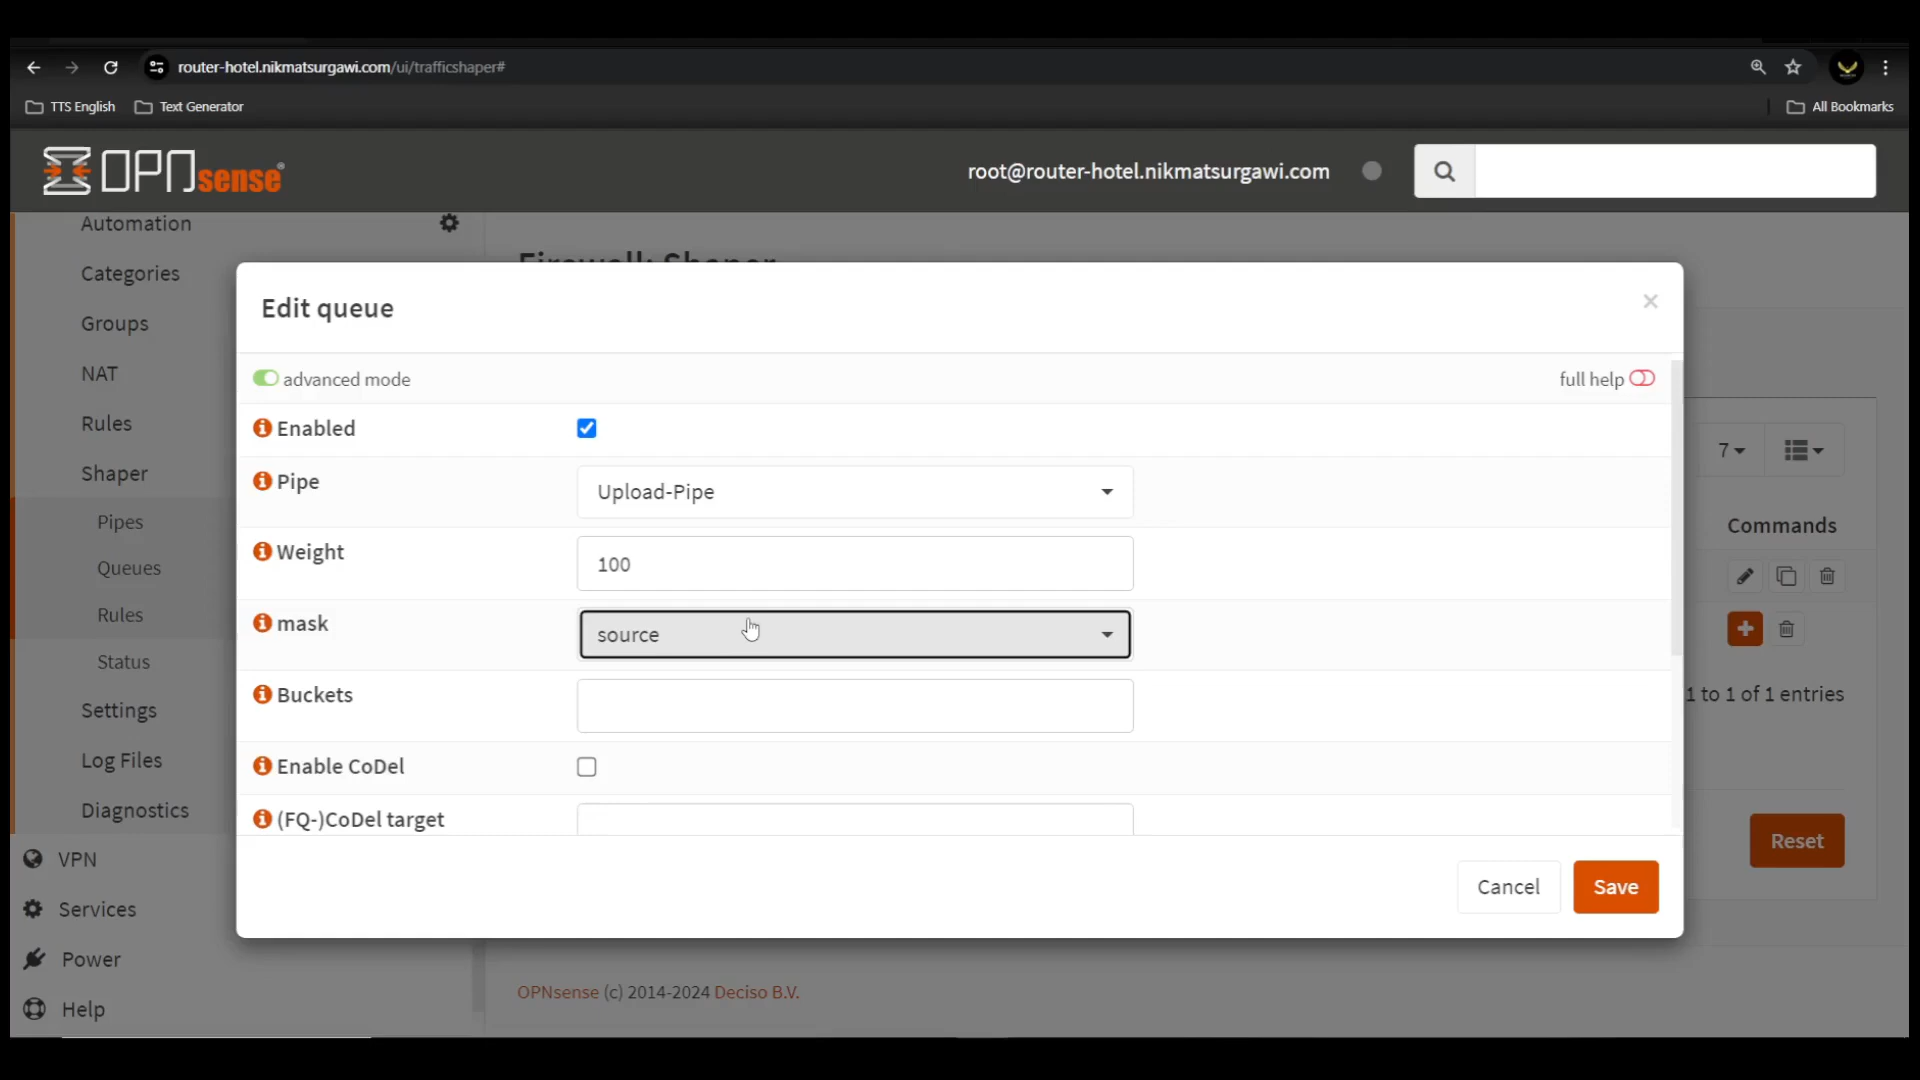 router-hotel.nikmatsurgawi.com/ui/trafficshaper#
TTS English
Text Generator
All Bookmarks
OPNsense®
root@router-hotel.nikmatsurgawi.com
Automation
Categories
Groups
NAT
Rules
Shaper
Pipes
Queues
Rules
Status
Settings
Log Files
Diagnostics
VPN
Services
Power
Help
Firewall: Shaper
Edit queue
×
advanced mode
full help
Enabled
Pipe
Upload-Pipe
Weight
100
mask
source
Buckets
Enable CoDel
(FQ-)CoDel target
Cancel
Save
7
Commands
1 to 1 of 1 entries
Reset
OPNsense (c) 2014-2024 Deciso B.V.